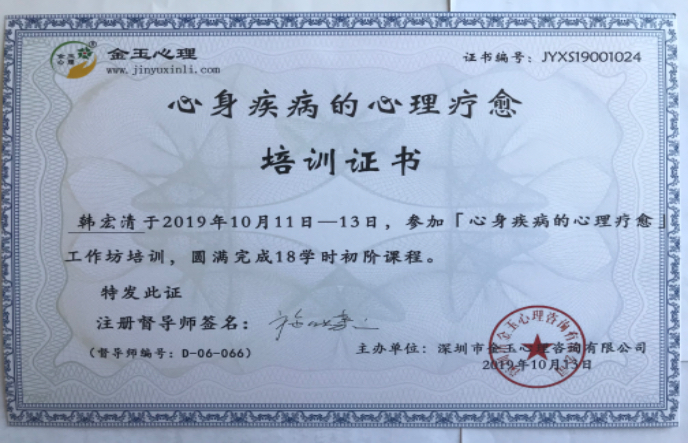 金玉心理
www.jinyuxinli.com
证书编号：JYXS19001024
心身疾病的心理疗愈
培训证书
韩宏清于2019年10月11日—13日，参加「心身疾病的心理疗愈」
工作坊培训，圆满完成18学时初阶课程。
特发此证
注册督导师签名：
（督导师编号：D-06-066）
主办单位：深圳市金玉心理咨询有限公司
2019年10月13日